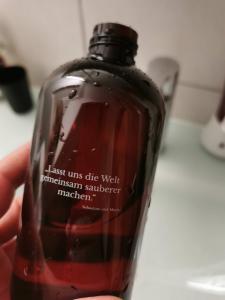 „Lasst uns die Welt
gemeinsam sauberer
machen.“